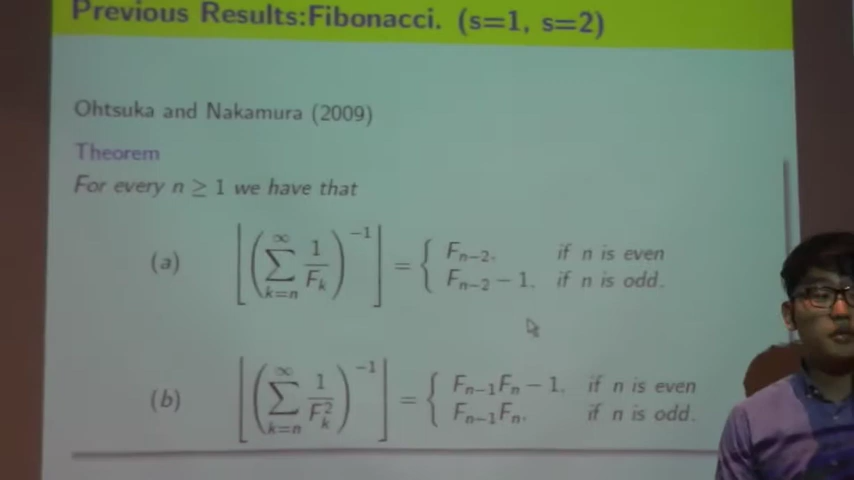 Previous Results:Fibonacci. (s=1, s=2)
Ohtsuka and Nakamura (2009)
Theorem
For every n ≥ 1 we have that
(a) ⌊(∑_{k=n}^{∞} 1/F_k)^{-1}⌋ = { F_{n-2}, if n is even
F_{n-2} − 1, if n is odd.
(b) ⌊(∑_{k=n}^{∞} 1/F_k^2)^{-1}⌋ = { F_{n-1}F_n − 1, if n is even
F_{n-1}F_n, if n is odd.